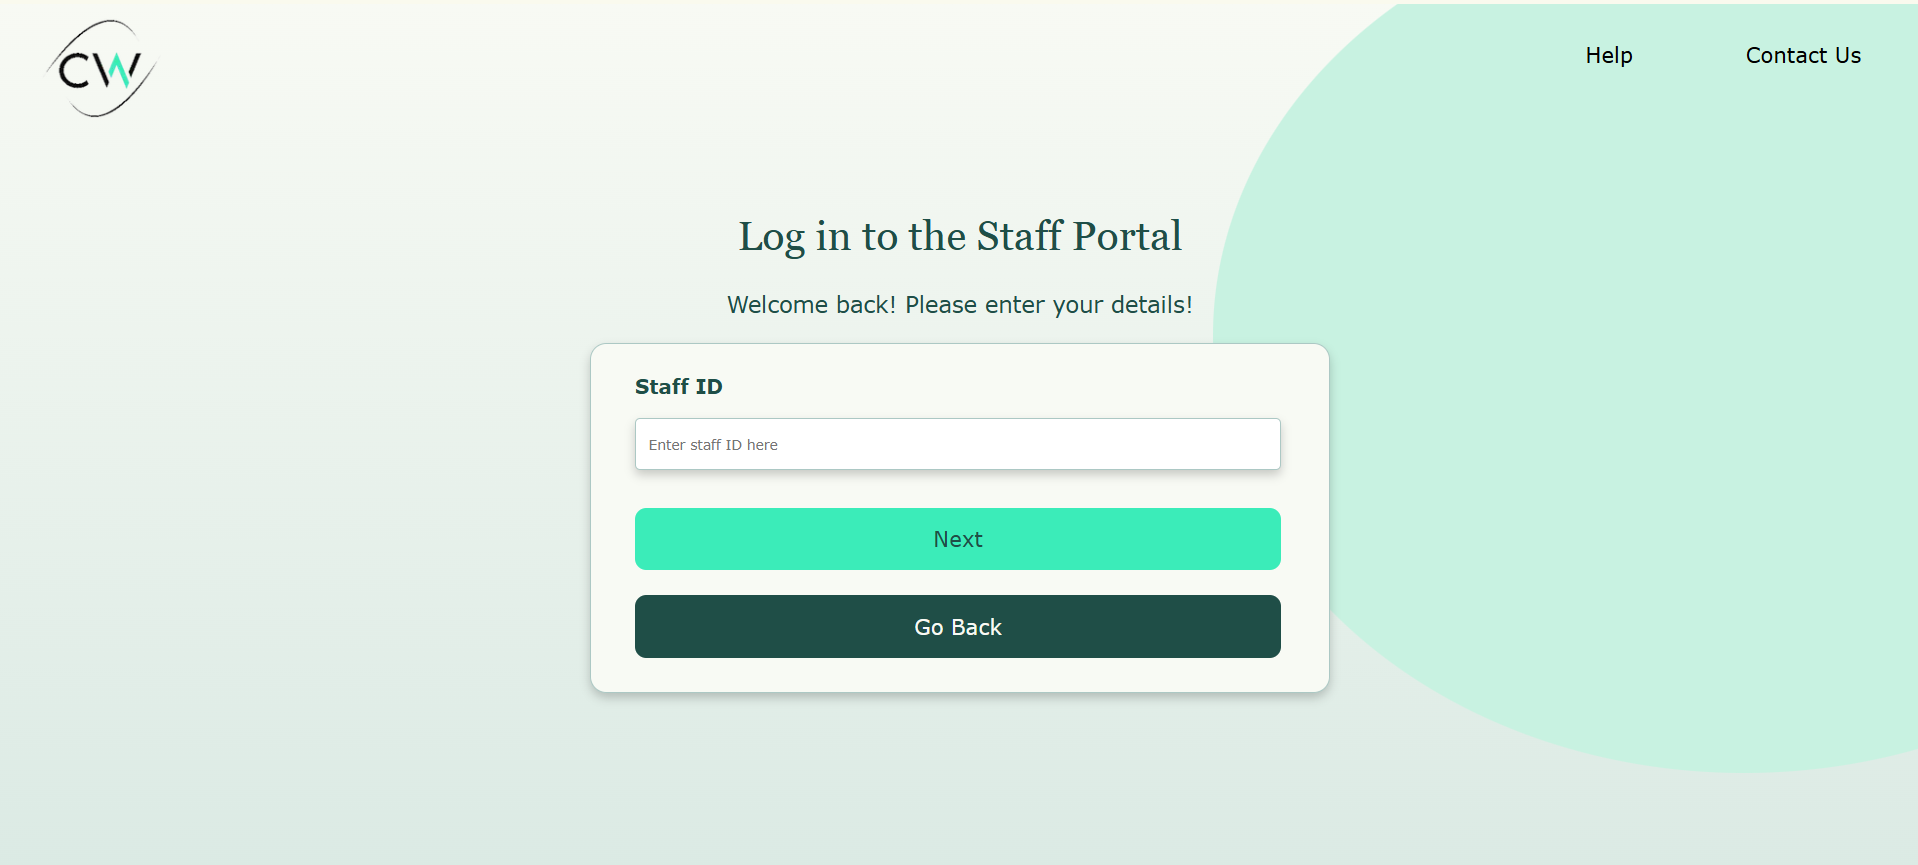 CW
Help
Contact Us
Log in to the Staff Portal
Welcome back! Please enter your details!
Staff ID
Enter staff ID here
Next
Go Back